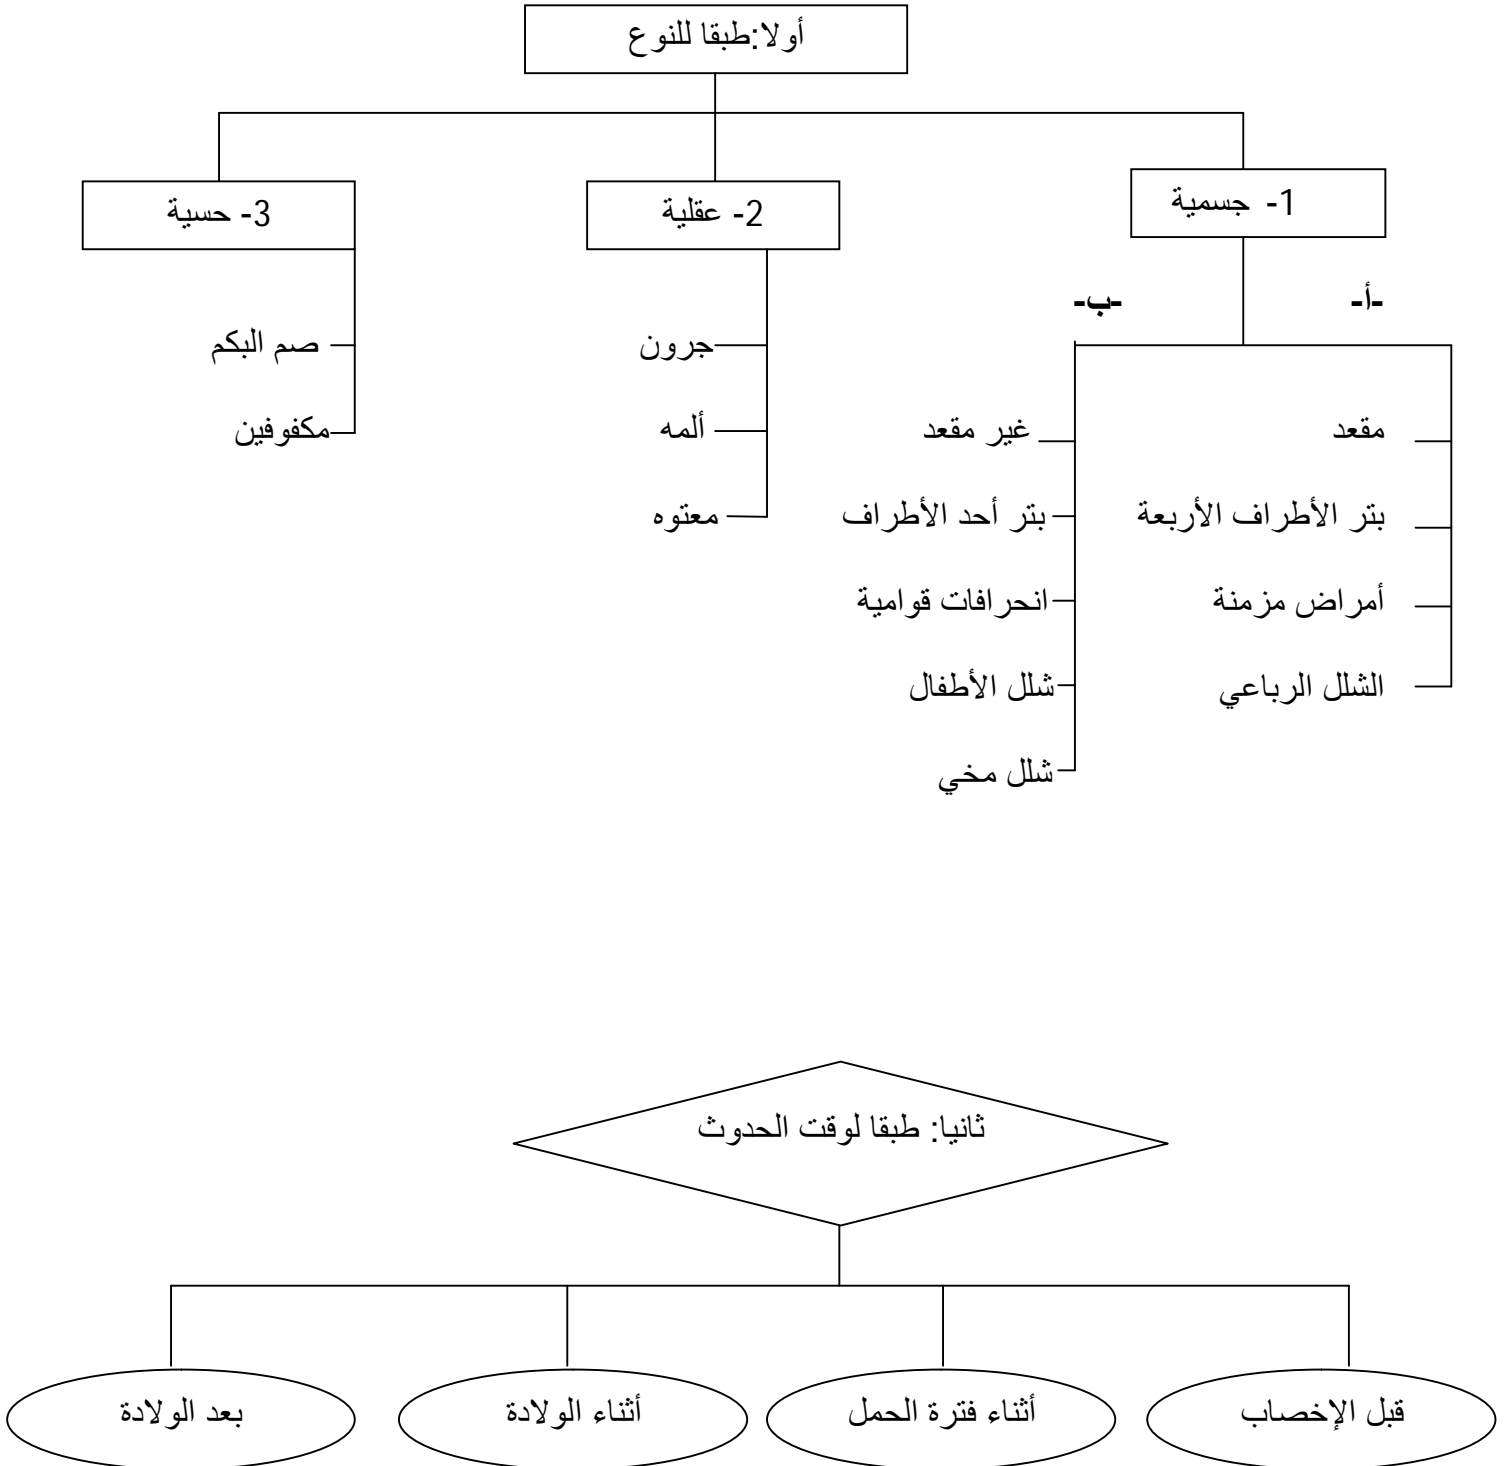 أولا:طبقا للنوع
1- جسمية
2- عقلية
3- حسية
-أ-
-ب-
مقعد
بتر الأطراف الأربعة
أمراض مزمنة
الشلل الرباعي
غير مقعد
بتر أحد الأطراف
انحرافات قوامية
شلل الأطفال
شلل مخي
جرون
ألمه
معتوه
صم البكم
مكفوفين
ثانيا: طبقا لوقت الحدوث
قبل الإخصاب
أثناء فترة الحمل
أثناء الولادة
بعد الولادة